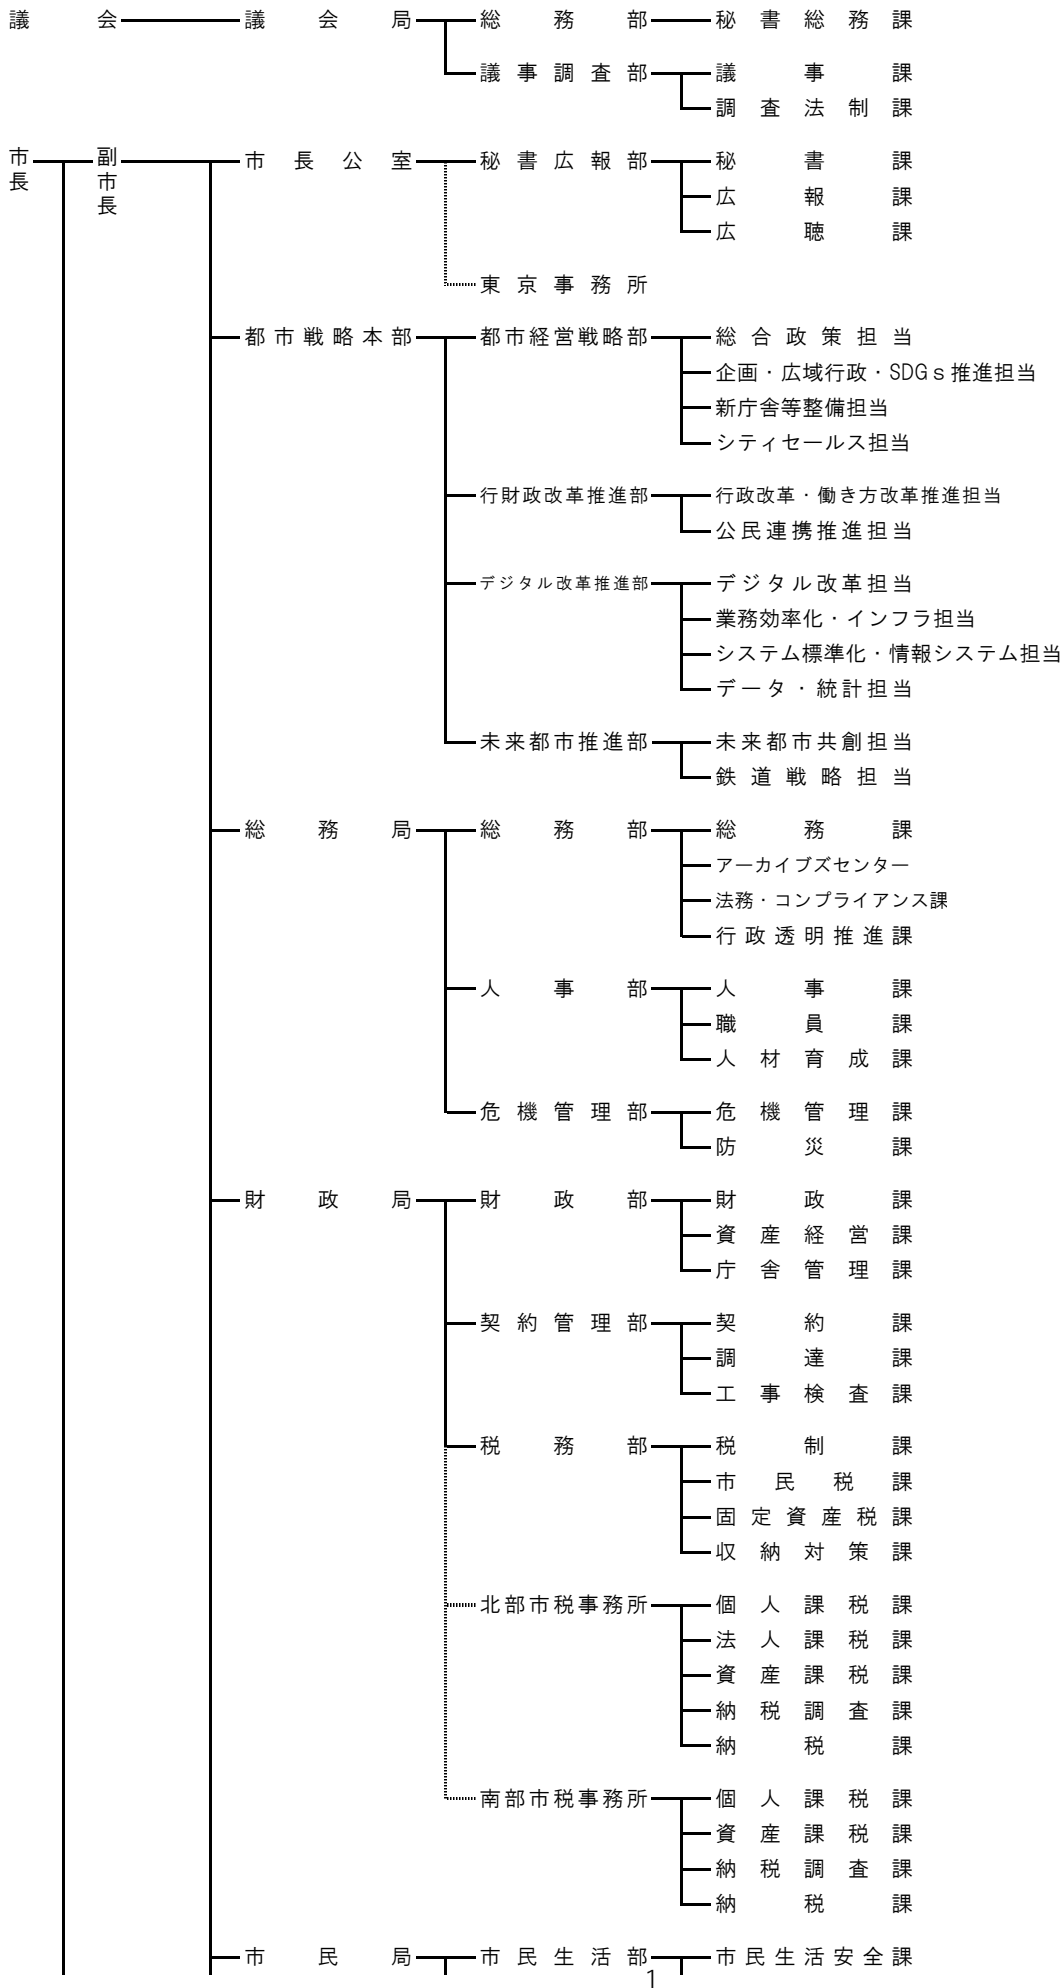 議会 議会局 総務部 秘書総務課
議事調査部 議事課
調査法制課
市長 副市長 市長公室 秘書広報部 秘書課
広報課
広聴課
東京事務所
都市戦略本部 都市経営戦略部 総合政策担当
企画・広域行政・SDGs推進担当
新庁舎等整備担当
シティセールス担当
行財政改革推進部 行政改革・働き方改革推進担当
公民連携推進担当
デジタル改革推進部 デジタル改革担当
業務効率化・インフラ担当
システム標準化・情報システム担当
データ・統計担当
未来都市推進部 未来都市共創担当
鉄道戦略担当
総務局 総務部 総務課
アーカイブズセンター
法務・コンプライアンス課
行政透明推進課
人事部 人事課
職員課
人材育成課
危機管理部 危機管理課
防災課
財政局 財政部 財政課
資産経営課
庁舎管理課
契約管理部 契約課
調達課
工事検査課
税務部 税制課
市民税課
固定資産税課
収納対策課
北部市税事務所 個人課税課
法人課税課
資産課税課
納税調査課
納税課
南部市税事務所 個人課税課
資産課税課
納税調査課
納税課
市民局 市民生活部 市民生活安全課
1